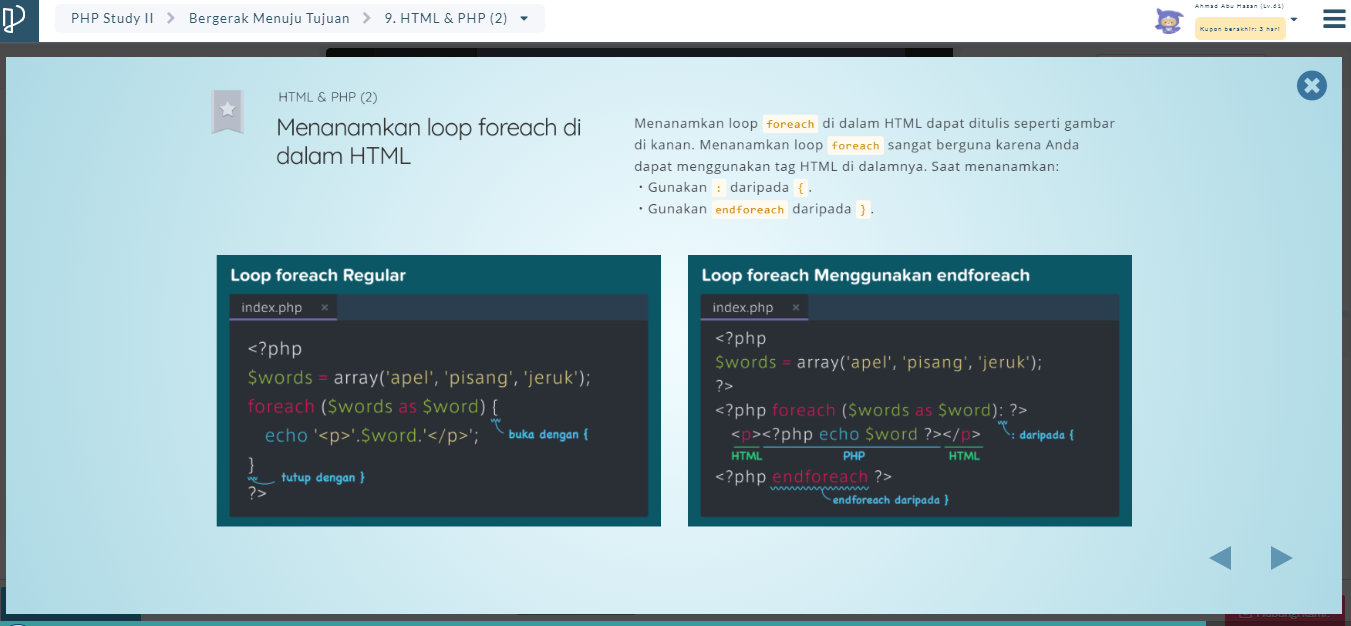 PHP Study II > Bergerak Menuju Tujuan > 9. HTML & PHP (2)
Ahmad Abu Hasan (Lv.61)
Kupon berakhir: 3 hari
HTML & PHP (2)
Menanamkan loop foreach di
dalam HTML
Menanamkan loop foreach di dalam HTML dapat ditulis seperti gambar
di kanan. Menanamkan loop foreach sangat berguna karena Anda
dapat menggunakan tag HTML di dalamnya. Saat menanamkan:
・Gunakan : daripada {.
・Gunakan endforeach daripada }.
Loop foreach Regular
index.php ×
<?php
$words = array('apel', 'pisang', 'jeruk');
foreach ($words as $word) {
echo '<p>'.$word.'</p>';
buka dengan {
}
tutup dengan }
?>
Loop foreach Menggunakan endforeach
index.php ×
<?php
$words = array('apel', 'pisang', 'jeruk');
?>
<?php foreach ($words as $word): ?>
<p><?php echo $word ?></p>
: daripada {
HTML PHP HTML
<?php endforeach ?>
endforeach daripada }